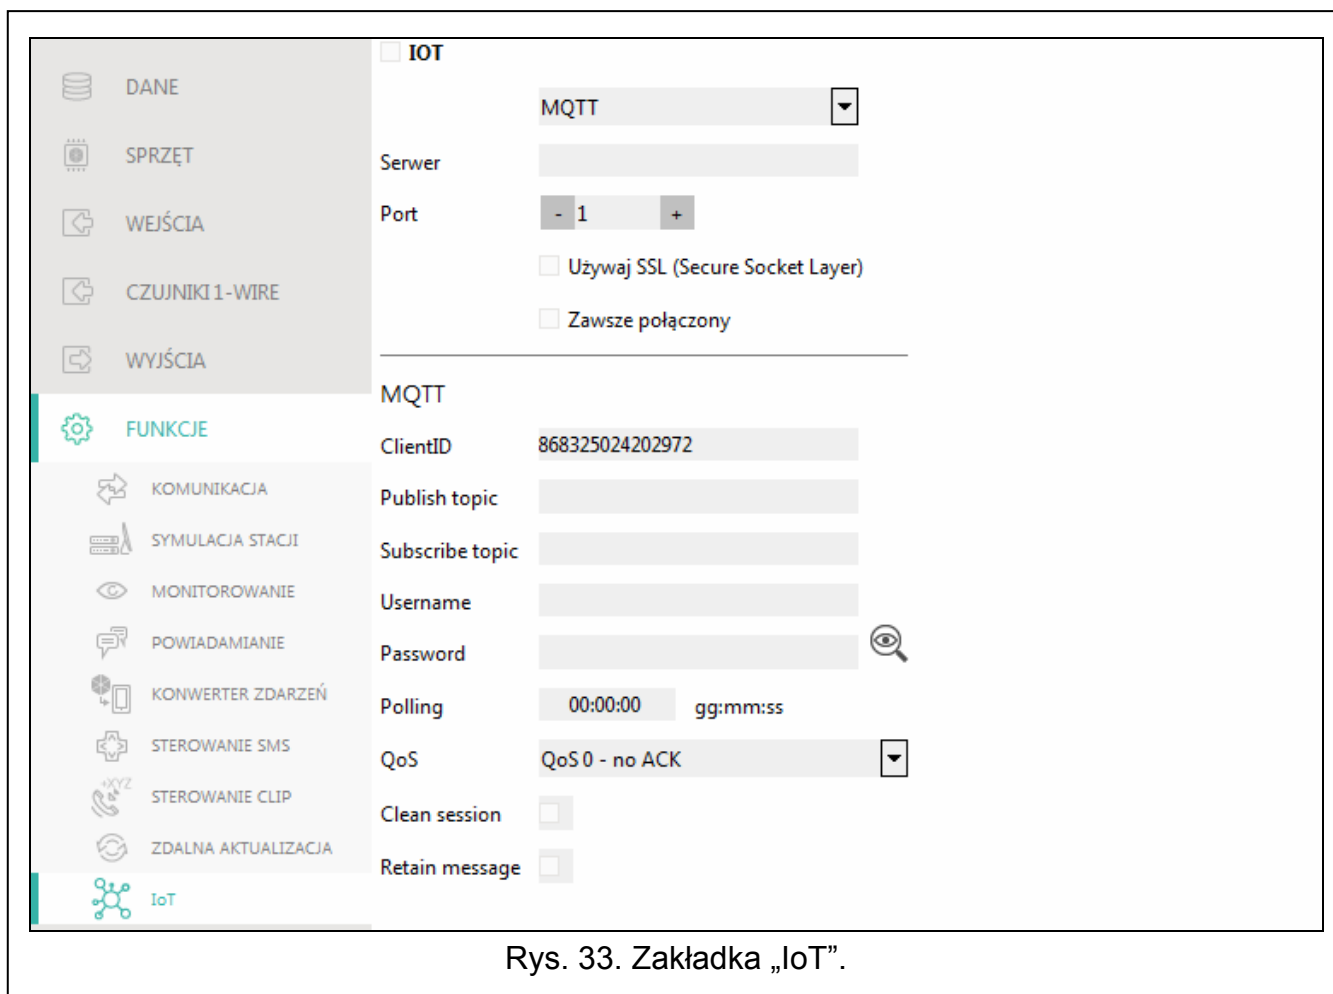 DANE
SPRZĘT
WEJŚCIA
CZUJNIKI 1-WIRE
WYJŚCIA
FUNKCJE
KOMUNIKACJA
SYMULACJA STACJI
MONITOROWANIE
POWIADAMIANIE
KONWERTER ZDARZEŃ
STEROWANIE SMS
+XYZ
STEROWANIE CLIP
ZDALNA AKTUALIZACJA
IoT
IOT
MQTT
Serwer
Port - 1 +
Używaj SSL (Secure Socket Layer)
Zawsze połączony
MQTT
ClientID 868325024202972
Publish topic
Subscribe topic
Username
Password
Polling 00:00:00 gg:mm:ss
QoS QoS 0 - no ACK
Clean session
Retain message
Rys. 33. Zakładka „IoT”.